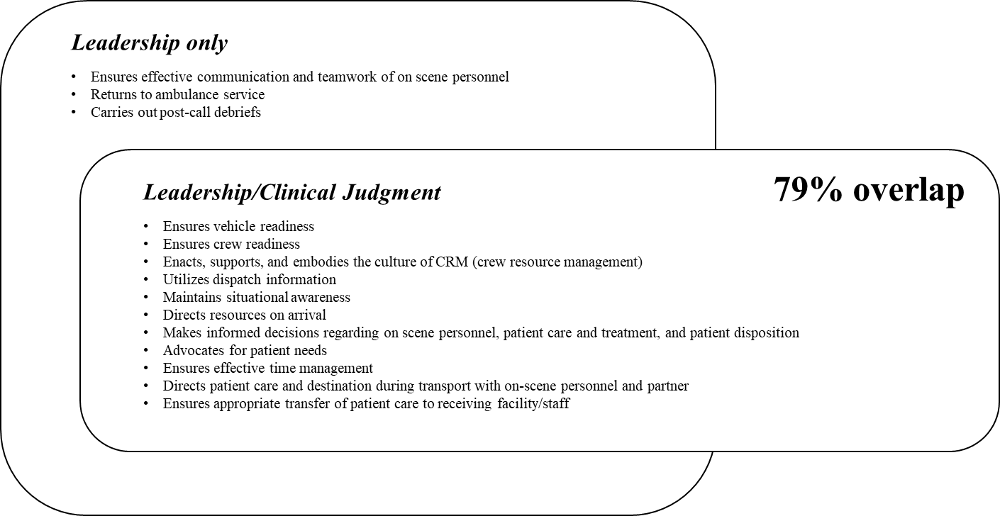 Leadership only
• Ensures effective communication and teamwork of on scene personnel
• Returns to ambulance service
• Carries out post-call debriefs
Leadership/Clinical Judgment
79% overlap
• Ensures vehicle readiness
• Ensures crew readiness
• Enacts, supports, and embodies the culture of CRM (crew resource management)
• Utilizes dispatch information
• Maintains situational awareness
• Directs resources on arrival
• Makes informed decisions regarding on scene personnel, patient care and treatment, and patient disposition
• Advocates for patient needs
• Ensures effective time management
• Directs patient care and destination during transport with on-scene personnel and partner
• Ensures appropriate transfer of patient care to receiving facility/staff